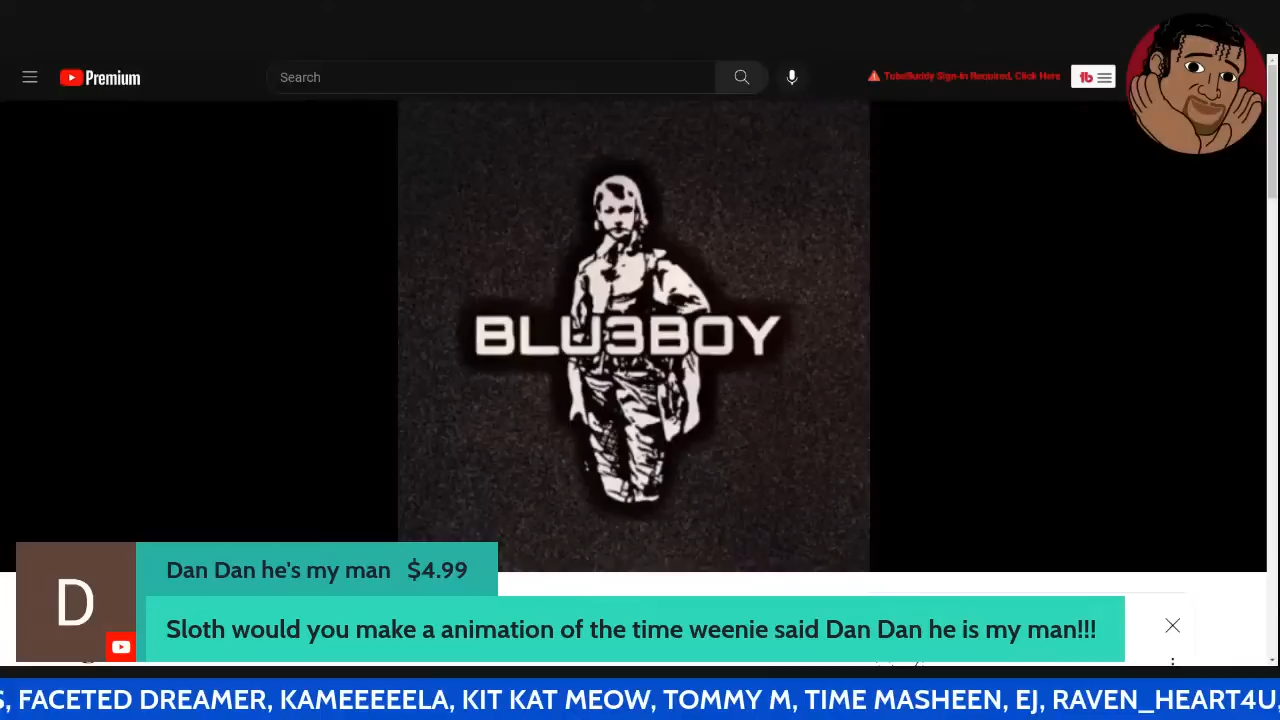 Premium
Search
TubeBuddy Sign-In Required, Click Here
tb
BLU3BOY
D
Dan Dan he's my man $4.99
Sloth would you make a animation of the time weenie said Dan Dan he is my man!!!
, FACETED DREAMER, KAMEEEEELA, KIT KAT MEOW, TOMMY M, TIME MASHEEN, EJ, RAVEN_HEART4U,